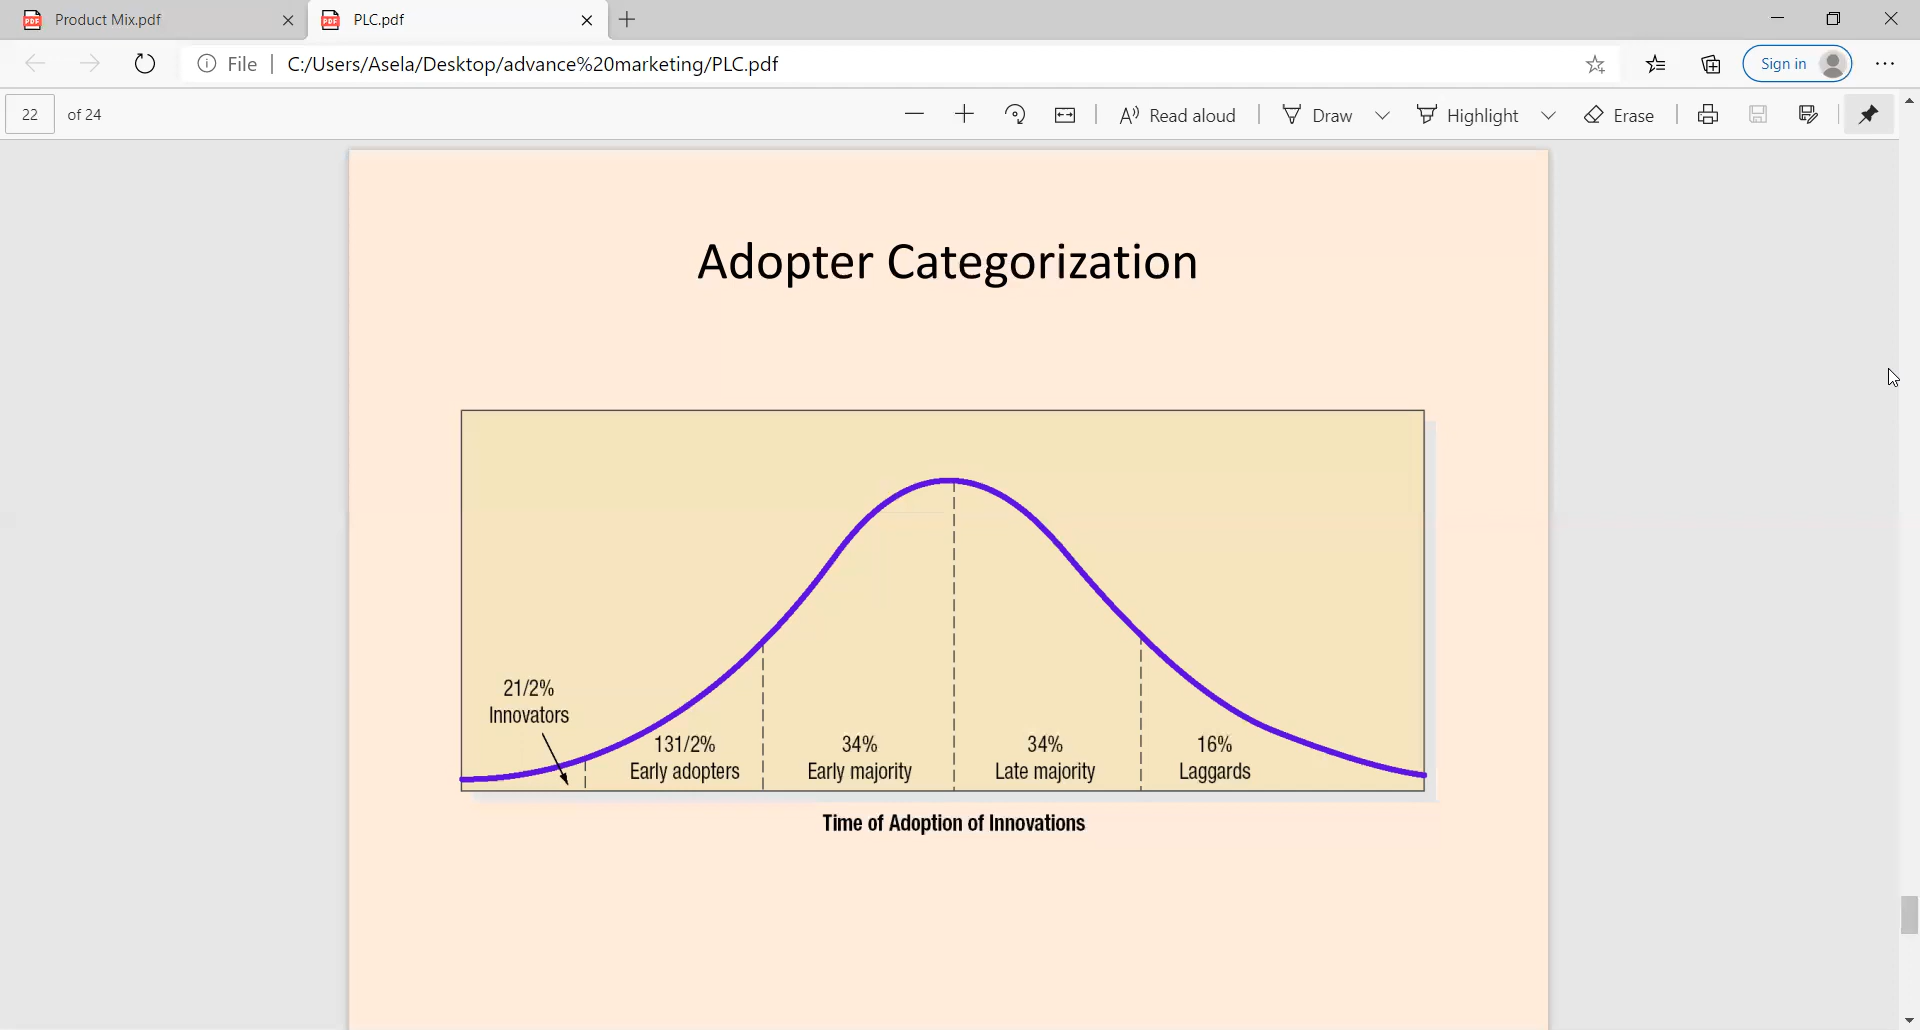 Product Mix.pdf
PLC.pdf
File
C:/Users/Asela/Desktop/advance%20marketing/PLC.pdf
Sign in
22 of 24
Read aloud
Draw
Highlight
Erase
Adopter Categorization
21/2%
Innovators
131/2%
Early adopters
34%
Early majority
34%
Late majority
16%
Laggards
Time of Adoption of Innovations